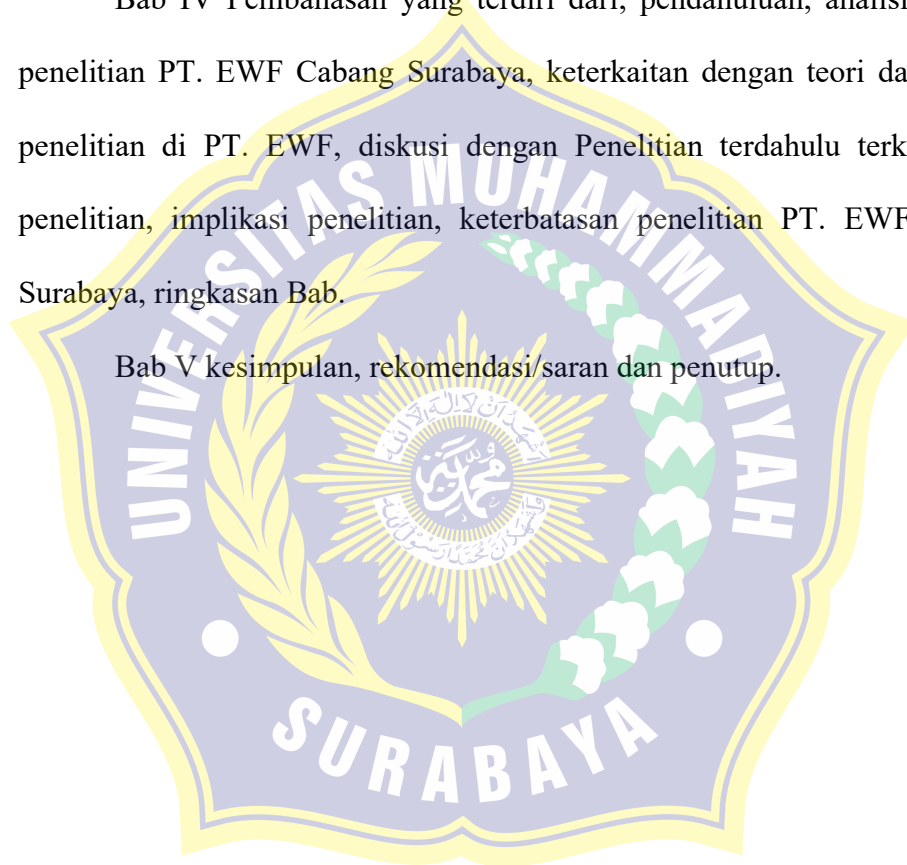 Bab IV Pembahasan yang terdiri dari, pendahuluan, analisi
penelitian PT. EWF Cabang Surabaya, keterkaitan dengan teori da
penelitian di PT. EWF, diskusi dengan Penelitian terdahulu terk
penelitian, implikasi penelitian, keterbatasan penelitian PT. EWF
Surabaya, ringkasan Bab.
Bab V kesimpulan, rekomendasi/saran dan penutup.
UNIVERSITAS MUHAMMADIYAH
محمدية
SURABAYA